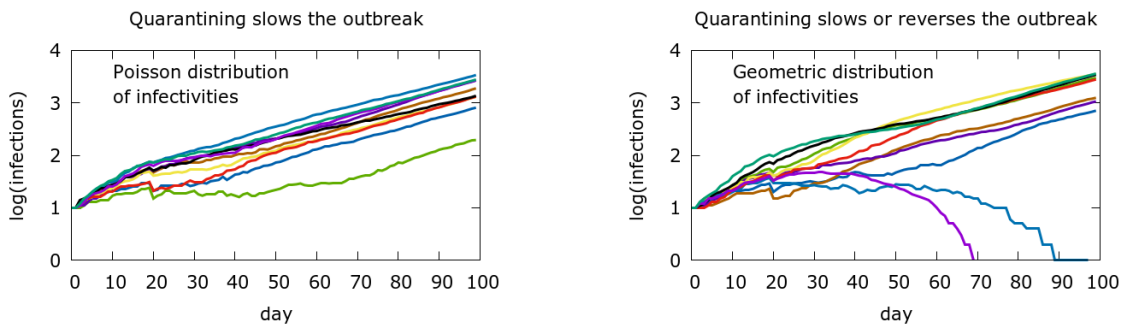 Quarantining slows the outbreak
4
3
2
1
0
Poisson distribution
of infectivities
log(infections)
0 10 20 30 40 50 60 70 80 90 100
day
Quarantining slows or reverses the outbreak
4
3
2
1
0
Geometric distribution
of infectivities
log(infections)
0 10 20 30 40 50 60 70 80 90 100
day